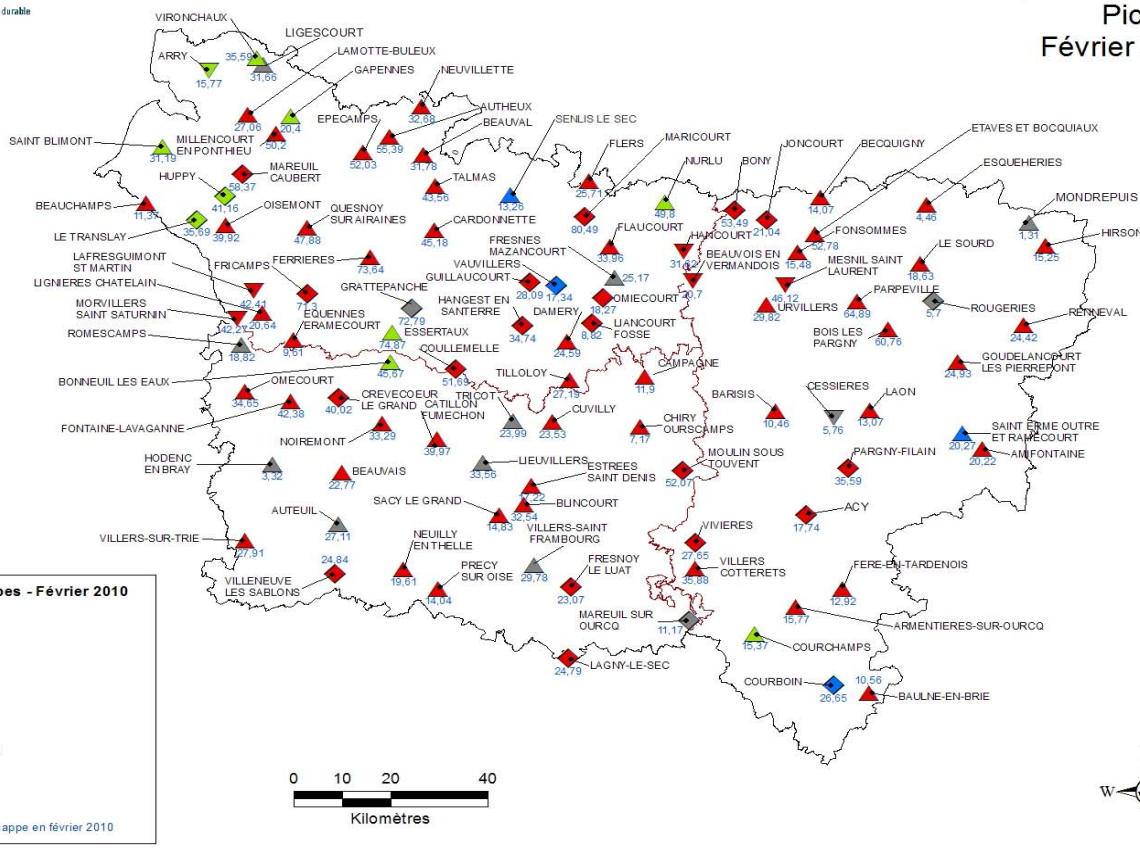 durable
Pic
Février
VIRONCHAUX
LIGESCOURT
ARRY
35,59
31,66
15,77
LAMOTTE-BULEUX
GAPENNES
NEUVILLETTE
27,06
20,4
32,68
EPECAMPS
AUTHEUX
BEAUVAL
SENLIS LE SEC
MARICOURT
ETAVES ET BOCQUIAUX
SAINT BLIMONT
31,19
MILLENCOURT
EN PONTHIEU
50,2
52,03
55,39
31,78
FLERS
25,71
NURLU
49,8
BONY
53,49
JONCOURT
21,04
BECQUIGNY
14,07
ESQUEHERIES
4,46
MONDREPUIS
1,31
HIRSON
15,25
MAREUIL
CAUBERT
58,37
HUPPY
41,16
TALMAS
43,56
13,26
80,49
BEAUCHAMPS
11,37
OISEMONT
39,92
QUESNOY
SUR AIRAINES
47,88
CARDONNETTE
45,18
FLAUCOURT
33,96
HANCOURT
31,62
FONSOMMES
52,78
15,48
LE SOURD
18,63
LE TRANSLAY
35,69
LAFRESGUIMONT
ST MARTIN
42,41
FRICAMPS
71,3
FERRIERES
73,64
FRESNES
MAZANCOURT
25,17
VAUVILLERS
17,34
GUILLAUCOURT
28,09
BEAUVOIS EN
VERMANDOIS
20,7
MESNIL SAINT
LAURENT
46,12
LIGNIERES CHATELAIN
20,64
GRATTEPANCHE
72,79
HANGEST EN
SANTERRE
34,74
DAMERY
24,59
OMIECOURT
18,27
URVILLERS
29,82
PARPEVILLE
64,89
ROUGERIES
5,7
RENNEVAL
24,42
MORVILLERS
SAINT SATURNIN
42,27
ROMESCAMPS
18,82
EQUENNES
ERAMECOURT
9,61
ESSERTAUX
74,87
LIANCOURT
FOSSE
8,82
BOIS LES
PARGNY
60,76
BONNEUIL LES EAUX
45,67
COULLEMELLE
51,69
TILLOLOY
27,19
CAMPAGNE
11,9
GOUDELANCOURT
LES PIERREPONT
24,93
OMECOURT
34,65
FONTAINE-LAVAGANNE
42,38
CREVECOEUR
LE GRAND
40,02
TRICOT
23,99
CATILLON
FUMECHON
39,97
CUVILLY
23,53
CHIRY
OURSCAMPS
7,17
BARISIS
10,46
CESSIERES
5,76
LAON
13,07
NOIREMONT
33,29
SAINT ERME OUTRE
ET RAMECOURT
20,27
AMIFONTAINE
20,22
HODENC
EN BRAY
3,32
BEAUVAIS
22,77
LIEUVILLERS
33,56
ESTREES
SAINT DENIS
17,22
MOULIN SOUS
TOUVENT
52,07
PARGNY-FILAIN
35,59
SACY LE GRAND
14,83
BLINCOURT
32,54
ACY
17,74
AUTEUIL
27,11
VILLERS-SUR-TRIE
27,91
NEUILLY
EN THELLE
19,61
VILLERS-SAINT
FRAMBOURG
29,78
VIVIERES
27,65
24,84
VILLENEUVE
LES SABLONS
PRECY
SUR OISE
14,04
FRESNOY
LE LUAT
23,07
VILLERS
COTTERETS
35,88
FERE-EN-TARDENOIS
12,92
MAREUIL SUR
OURCQ
11,17
15,77
ARMENTIERES-SUR-OURCQ
15,37
COURCHAMPS
LAGNY-LE-SEC
24,79
COURBOIN
26,65
10,56
BAULNE-EN-BRIE
pes - Février 2010
appe en février 2010
0 10 20 40
Kilomètres
W